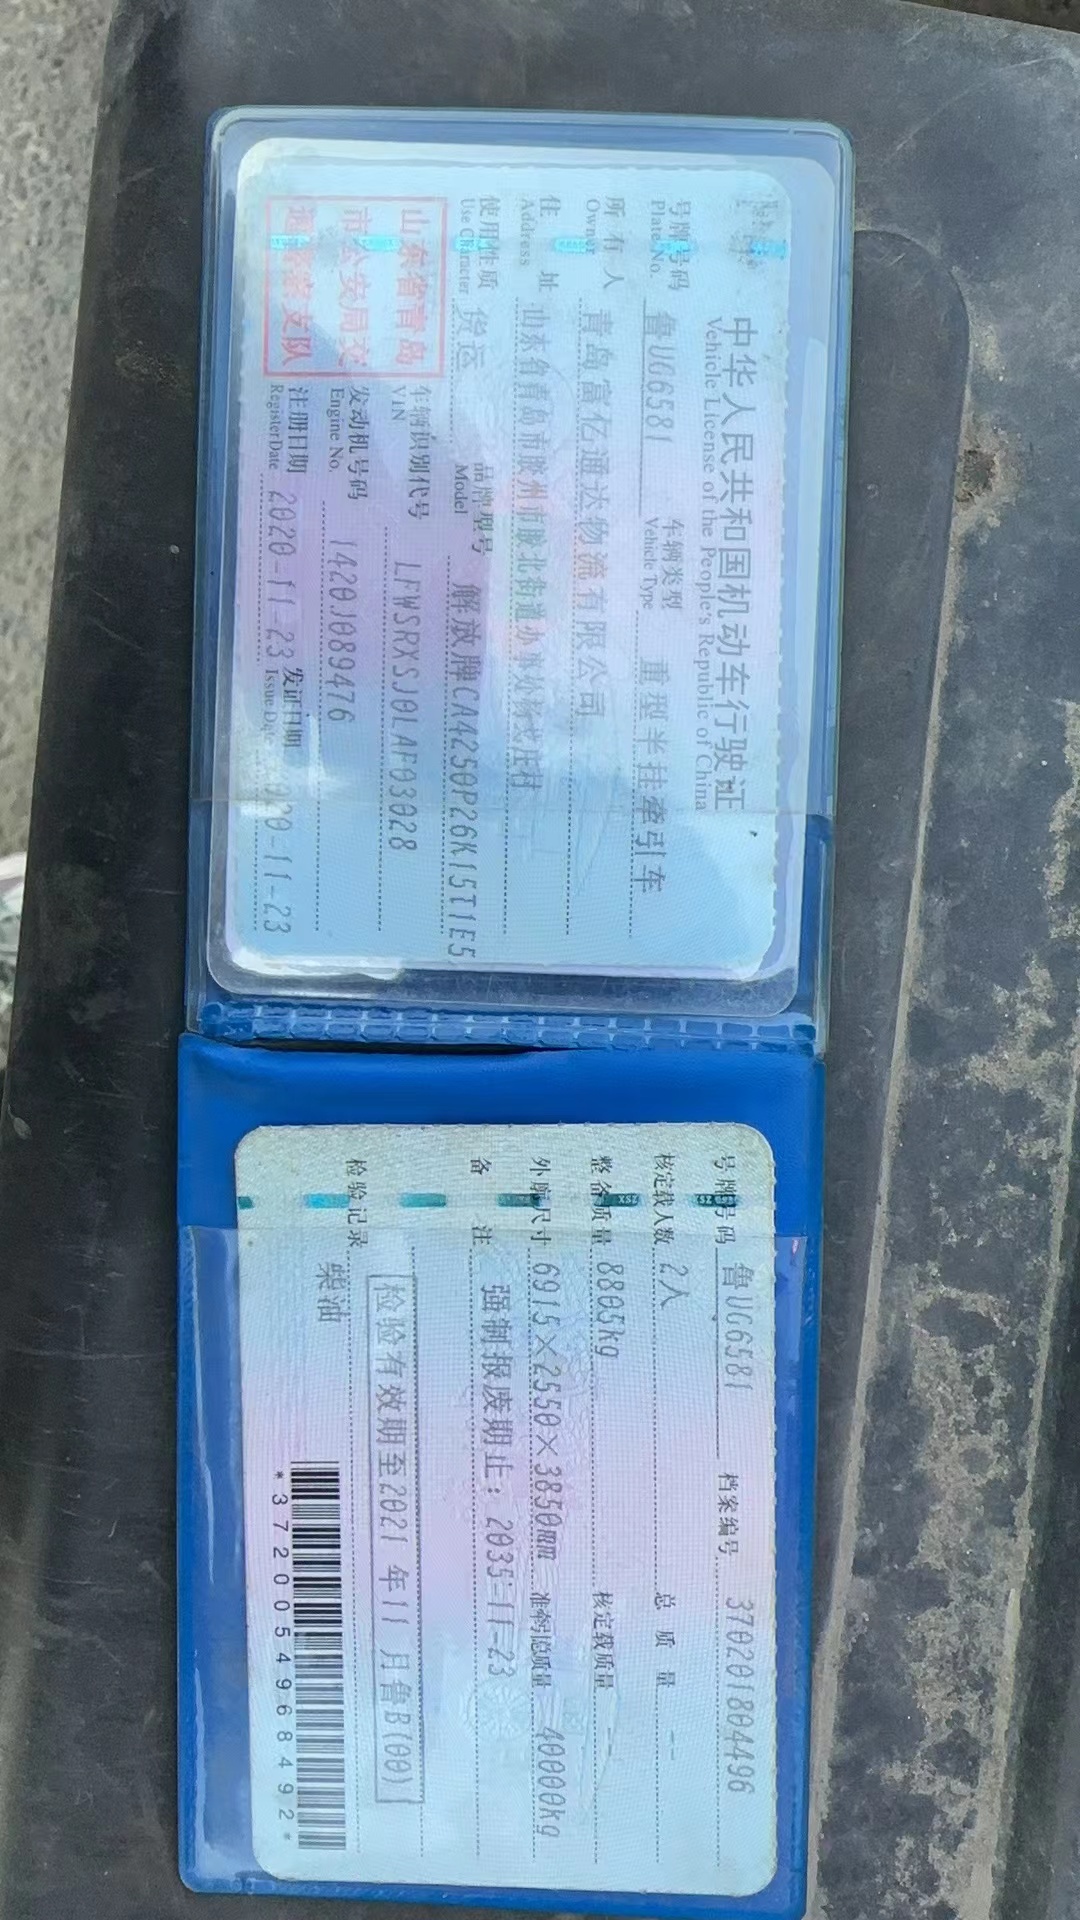 中华人民共和国机动车行驶证
Vehicle License of the People's Republic of China
号牌号码 鲁UG6581 车辆类型 重型半挂牵引车
Plate No. Vehicle Type
所有人 青岛富亿通达物流有限公司
Owner
住址 山东省青岛市胶州市胶北街道办事处杨戈庄村
Address
使用性质 货运 品牌型号 解放牌CA4250P26K15T1E5
Use Character Model
山东省青岛
市公安局交
通警察支队
车辆识别代号 LFWSRXSJ0LAF03028
VIN
发动机号码 1420J089476
Engine No.
注册日期 2020-11-23 发证日期 2020-11-23
Register Date Issue Date
号牌号码 鲁UG6581 档案编号 370201804496
核定载人数 2人 总质量 --
整备质量 8805kg 核定载质量 --
外廓尺寸 6915×2550×3850mm 准牵引总质量 40000kg
备注 强制报废期止：2035-11-23
检验有效期至2021年11月鲁B(00)
检验记录
柴油
*3720054968492*